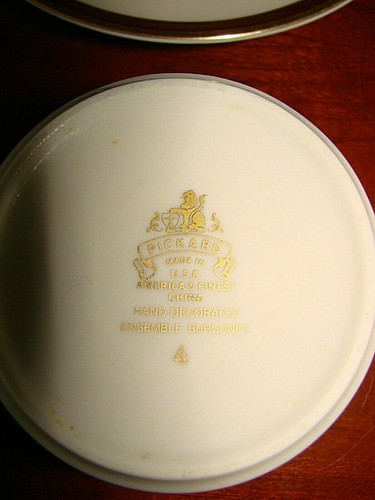 PICKARD
MADE IN
U.S.A.
AMERICA'S FINEST
CHINA
HAND DECORATED
ENSEMBLE BURGUNDY